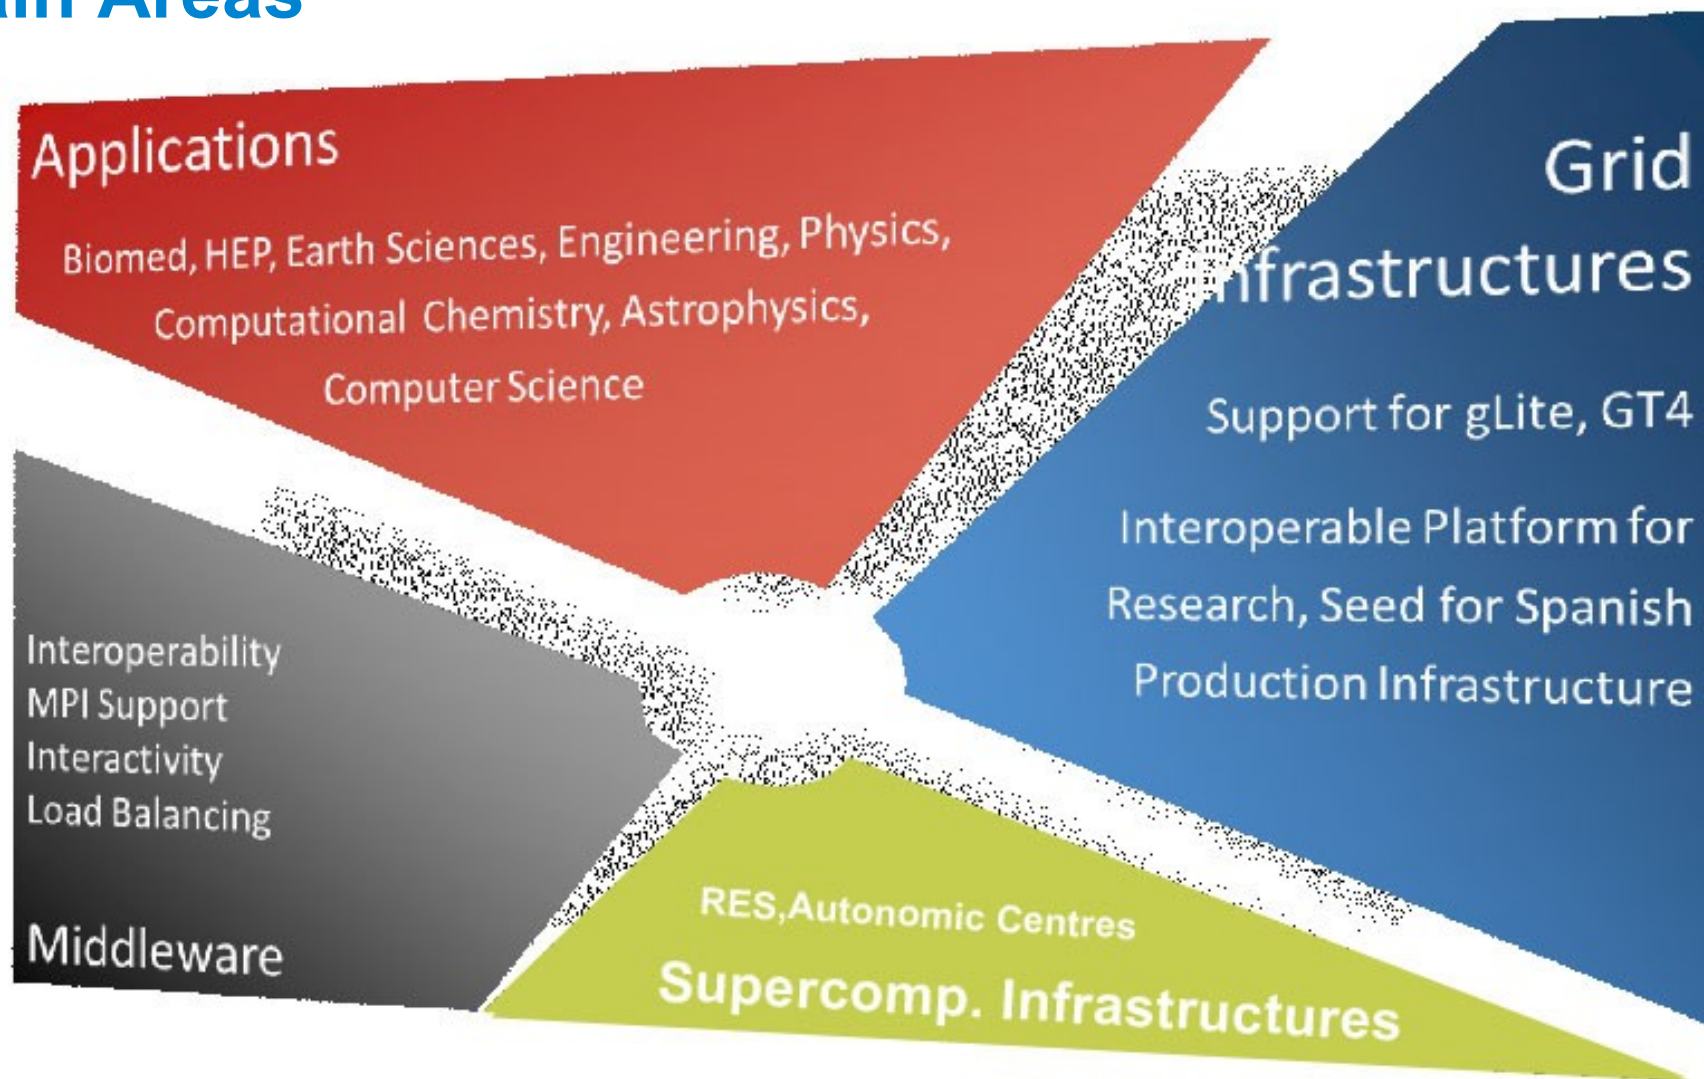 Areas
Applications
Biomed, HEP, Earth Sciences, Engineering, Physics,
Computational Chemistry, Astrophysics,
Computer Science
Grid
Infrastructures
Support for gLite, GT4
Interoperable Platform for
Research, Seed for Spanish
Production Infrastructure
Interoperability
MPI Support
Interactivity
Load Balancing
Middleware
RES,Autonomic Centres
Supercomp. Infrastructures